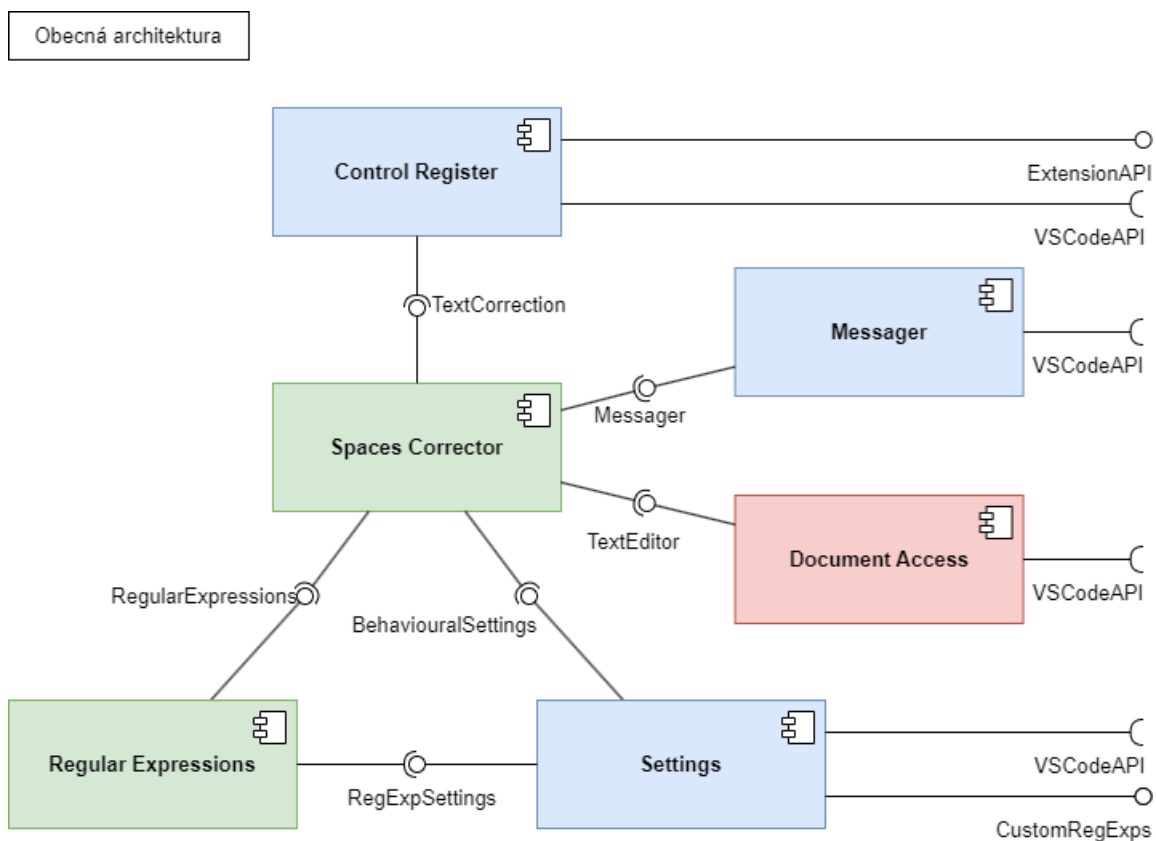 Obecná architektura
Control Register
ExtensionAPI
VSCodeAPI
TextCorrection
Messager
VSCodeAPI
Messager
Spaces Corrector
TextEditor
Document Access
VSCodeAPI
RegularExpressions
BehaviouralSettings
Regular Expressions
RegExpSettings
Settings
VSCodeAPI
CustomRegExps